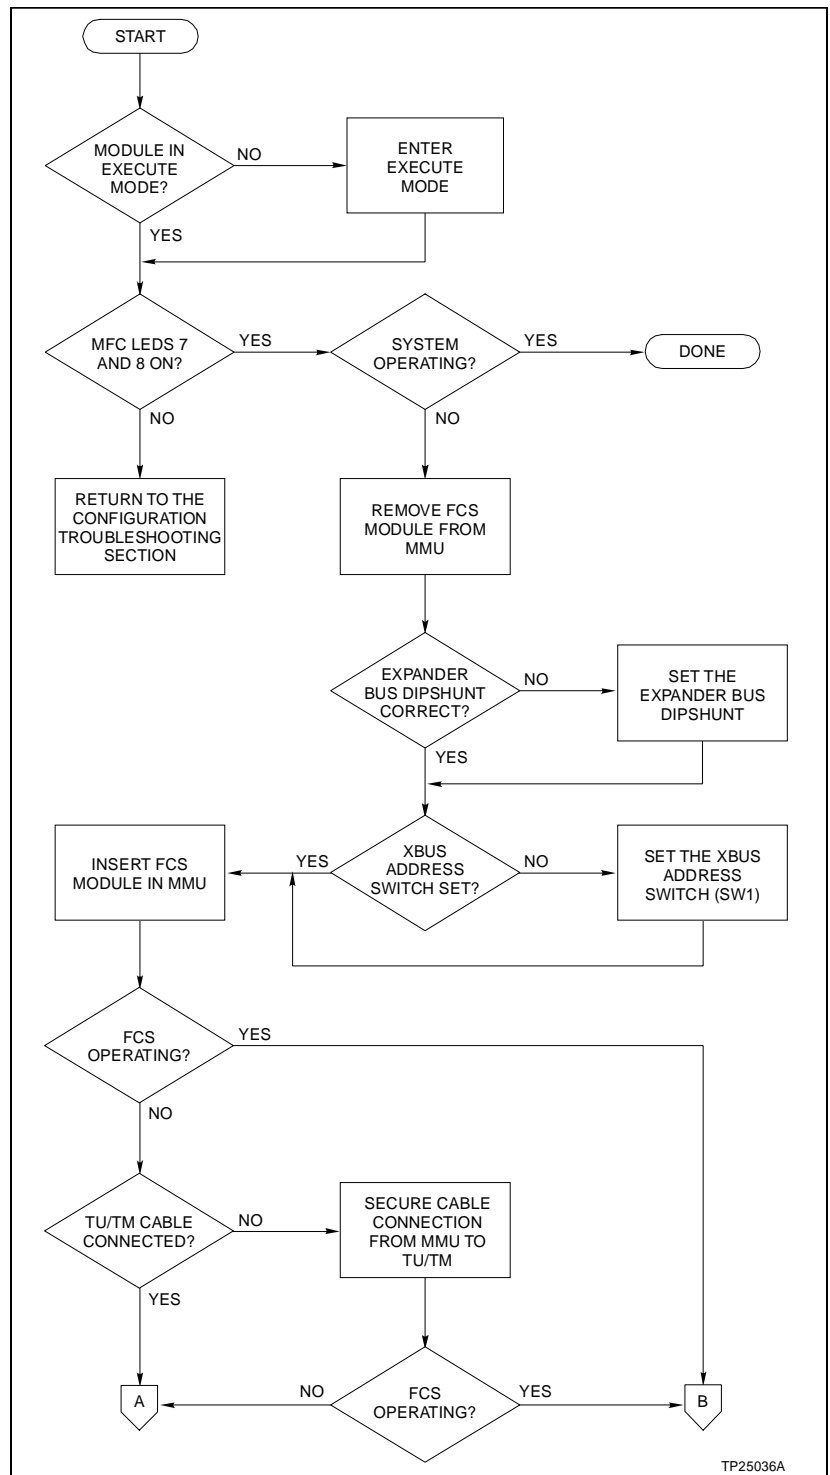 START
MODULE IN
EXECUTE
MODE?
NO
ENTER
EXECUTE
MODE
YES
MFC LEDS 7
AND 8 ON?
YES
SYSTEM
OPERATING?
YES
DONE
NO
NO
RETURN TO THE
CONFIGURATION
TROUBLESHOOTING
SECTION
REMOVE FCS
MODULE FROM
MMU
EXPANDER
BUS DIPSHUNT
CORRECT?
NO
SET THE
EXPANDER BUS
DIPSHUNT
YES
INSERT FCS
MODULE IN MMU
YES
XBUS
ADDRESS
SWITCH SET?
NO
SET THE XBUS
ADDRESS
SWITCH (SW1)
FCS
OPERATING?
YES
NO
TU/TM CABLE
CONNECTED?
NO
SECURE CABLE
CONNECTION
FROM MMU TO
TU/TM
YES
A
NO
FCS
OPERATING?
YES
B
TP25036A